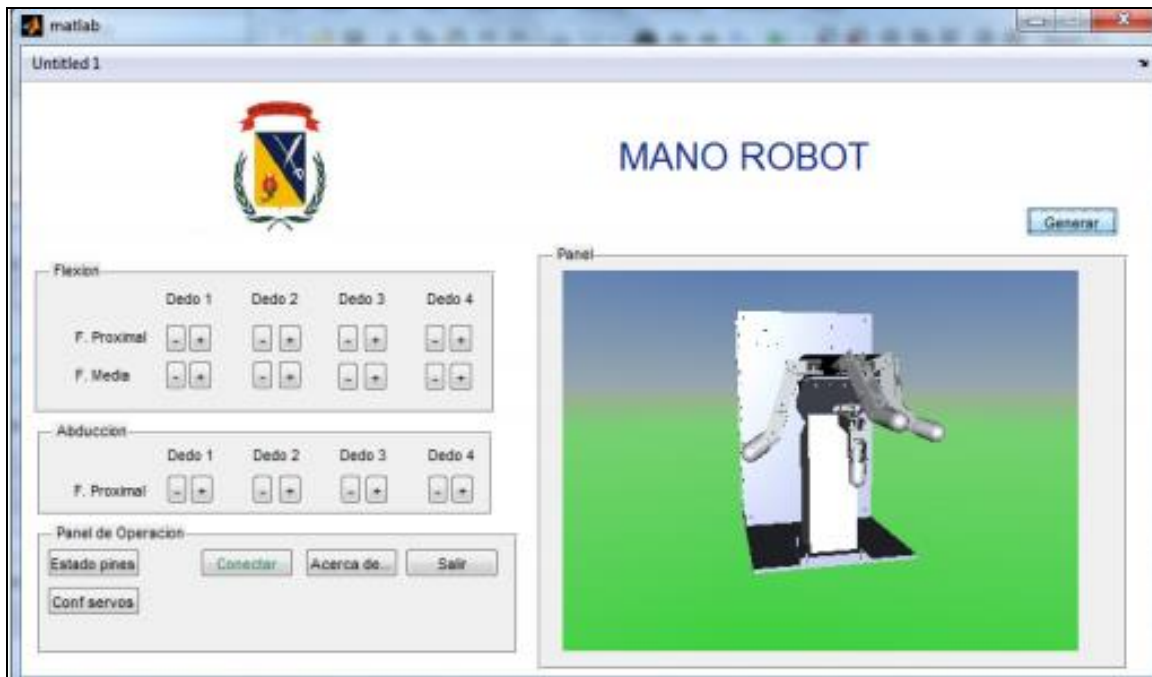 matlab
Untitled 1
MANO ROBOT
Generar
Flexion
Dedo 1 Dedo 2 Dedo 3 Dedo 4
F. Proximal - + - + - + - +
F. Media - + - + - + - +
Abduccion
Dedo 1 Dedo 2 Dedo 3 Dedo 4
F. Proximal - + - + - + - +
Panel de Operacion
Estado pines Conectar Acerca de... Salir
Conf servos
Panel